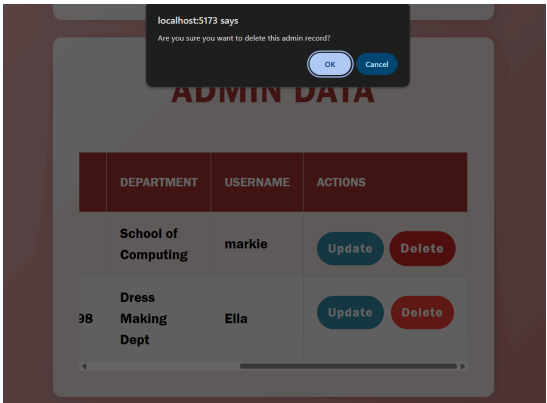 localhost:5173 says
Are you sure you want to delete this admin record?
OK Cancel
ADMIN DATA
DEPARTMENT USERNAME ACTIONS
School of
Computing
markie
Update Delete
98
Dress
Making
Dept
Ella
Update Delete